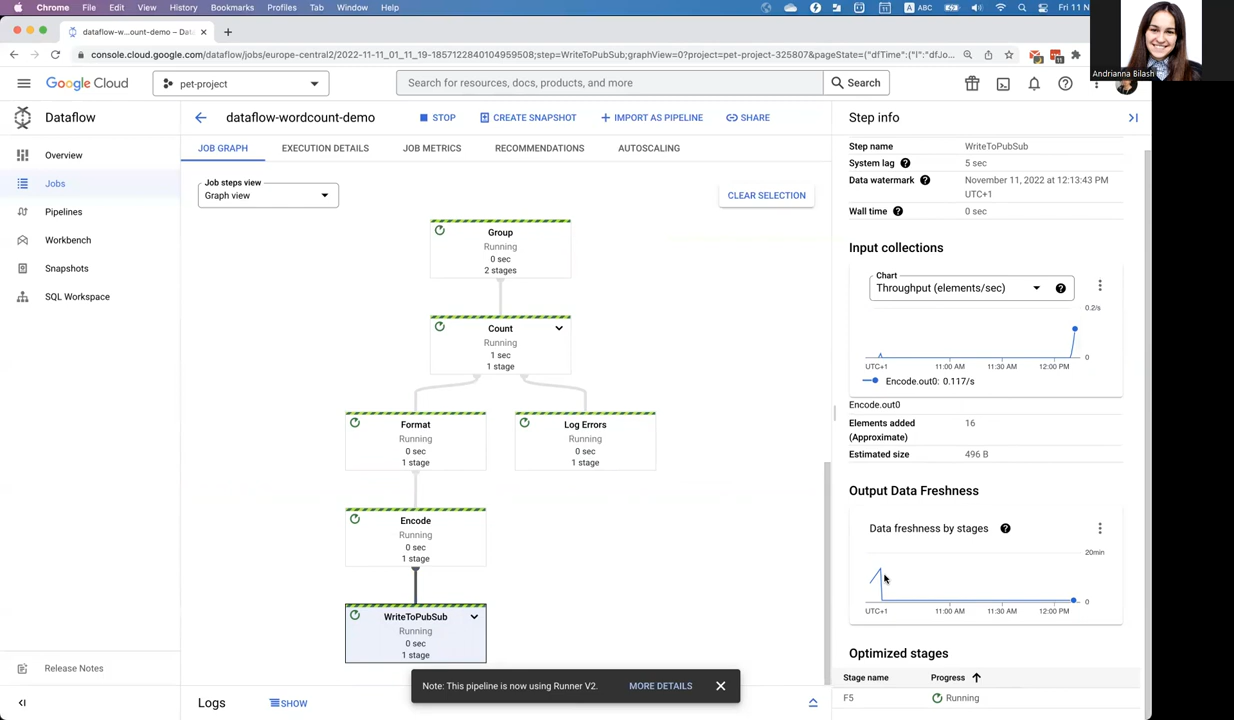 Chrome File Edit View History Bookmarks Profiles Tab Window Help
A ABC
Fri 11 N
dataflow-w...ount-demo – Dat
console.cloud.google.com/dataflow/jobs/europe-central2/2022-11-11_01_11_19-1857122840104959508;step=WriteToPubSub;graphView=0?project=pet-project-325807&pageState=("dfTime":("l":"dfJo...
Andrianna Bilash
Google Cloud
pet-project
Search for resources, docs, products, and more
Search
Dataflow
dataflow-wordcount-demo
STOP
CREATE SNAPSHOT
IMPORT AS PIPELINE
SHARE
Step info
Overview
Jobs
Pipelines
Workbench
Snapshots
SQL Workspace
Release Notes
JOB GRAPH
EXECUTION DETAILS
JOB METRICS
RECOMMENDATIONS
AUTOSCALING
Job steps view
Graph view
CLEAR SELECTION
Group
Running
0 sec
2 stages
Count
Running
1 sec
1 stage
Format
Running
0 sec
1 stage
Log Errors
Running
0 sec
1 stage
Encode
Running
0 sec
1 stage
WriteToPubSub
Running
0 sec
1 stage
Note: This pipeline is now using Runner V2.
MORE DETAILS
Logs
SHOW
Step name WriteToPubSub
System lag 5 sec
Data watermark November 11, 2022 at 12:13:43 PM
UTC+1
Wall time 0 sec
Input collections
Chart
Throughput (elements/sec)
0.2/s
0
UTC+1 11:00 AM 11:30 AM 12:00 PM
Encode.out0: 0.117/s
Encode.out0
Elements added 16
(Approximate)
Estimated size 496 B
Output Data Freshness
Data freshness by stages
20min
0
UTC+1 11:00 AM 11:30 AM 12:00 PM
Optimized stages
Stage name Progress
F5 Running